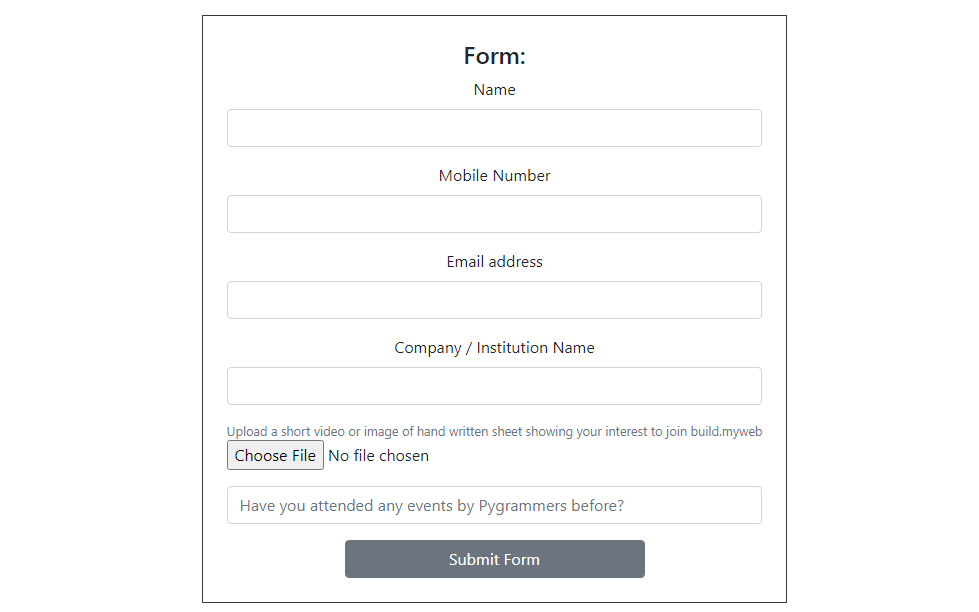 Form:
Name
Mobile Number
Email address
Company / Institution Name
Upload a short video or image of hand written sheet showing your interest to join build.myweb
Choose File No file chosen
Have you attended any events by Pygrammers before?
Submit Form